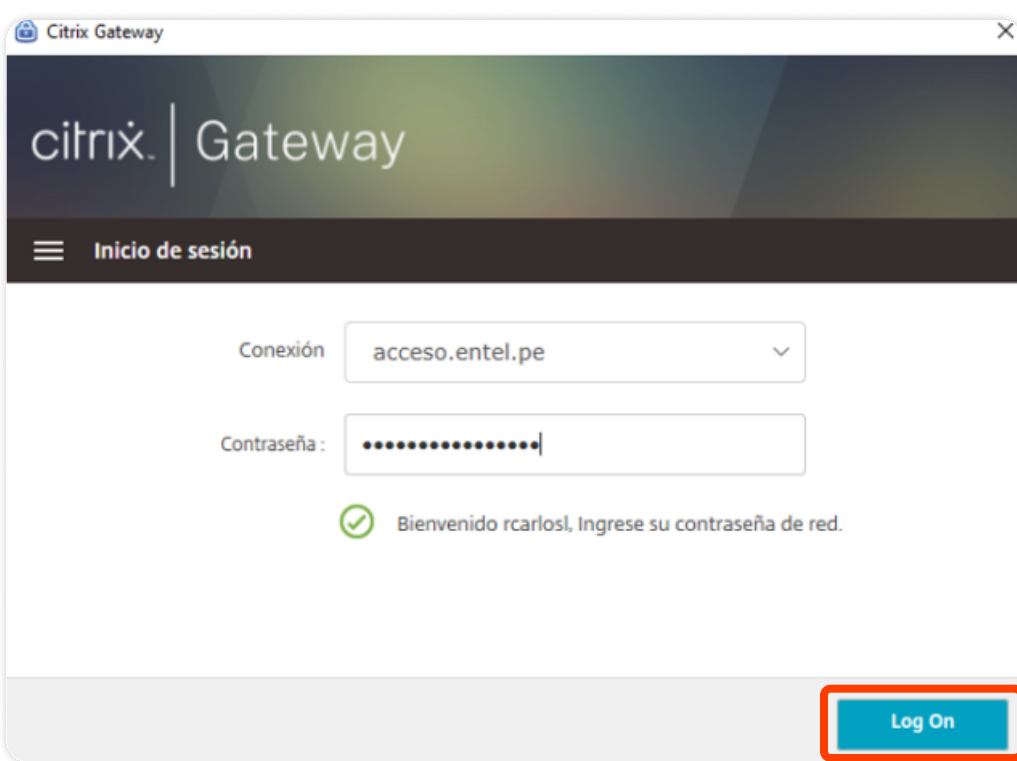 Citrix Gateway
citrix. | Gateway
Inicio de sesión
Conexión acceso.entel.pe
Contraseña : ••••••••••••••••
Bienvenido rcarlosl, Ingrese su contraseña de red.
Log On